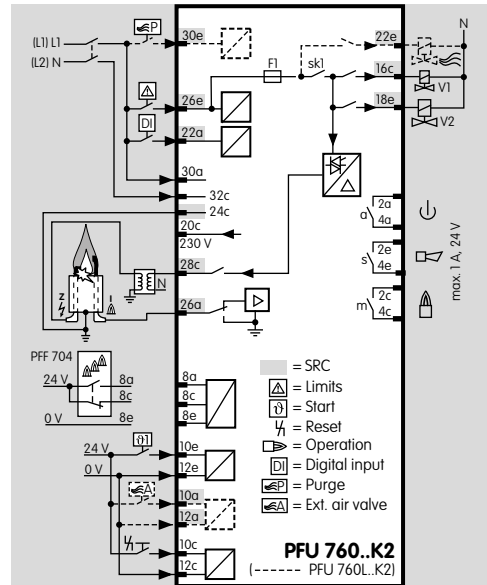 P
30e
22e
N
(L1) L1
(L2) N
F1
sk1
16c
V1
26e
18e
V2
DI
22a
30a
32c
24c
20c
230 V
28c
N
26a
z
I
a
2a
4a
s
2e
4e
m
2c
4c
max. 1 A, 24 V
PFF 704
24 V
8a
8c
0 V
8e
8a
8c
8e
= SRC
= Limits
ϑ = Start
= Reset
= Operation
DI = Digital input
P = Purge
A = Ext. air valve
ϑ1
24 V
10e
0 V
12e
A
10a
12a
10c
12c
PFU 760..K2
(----- PFU 760L..K2)